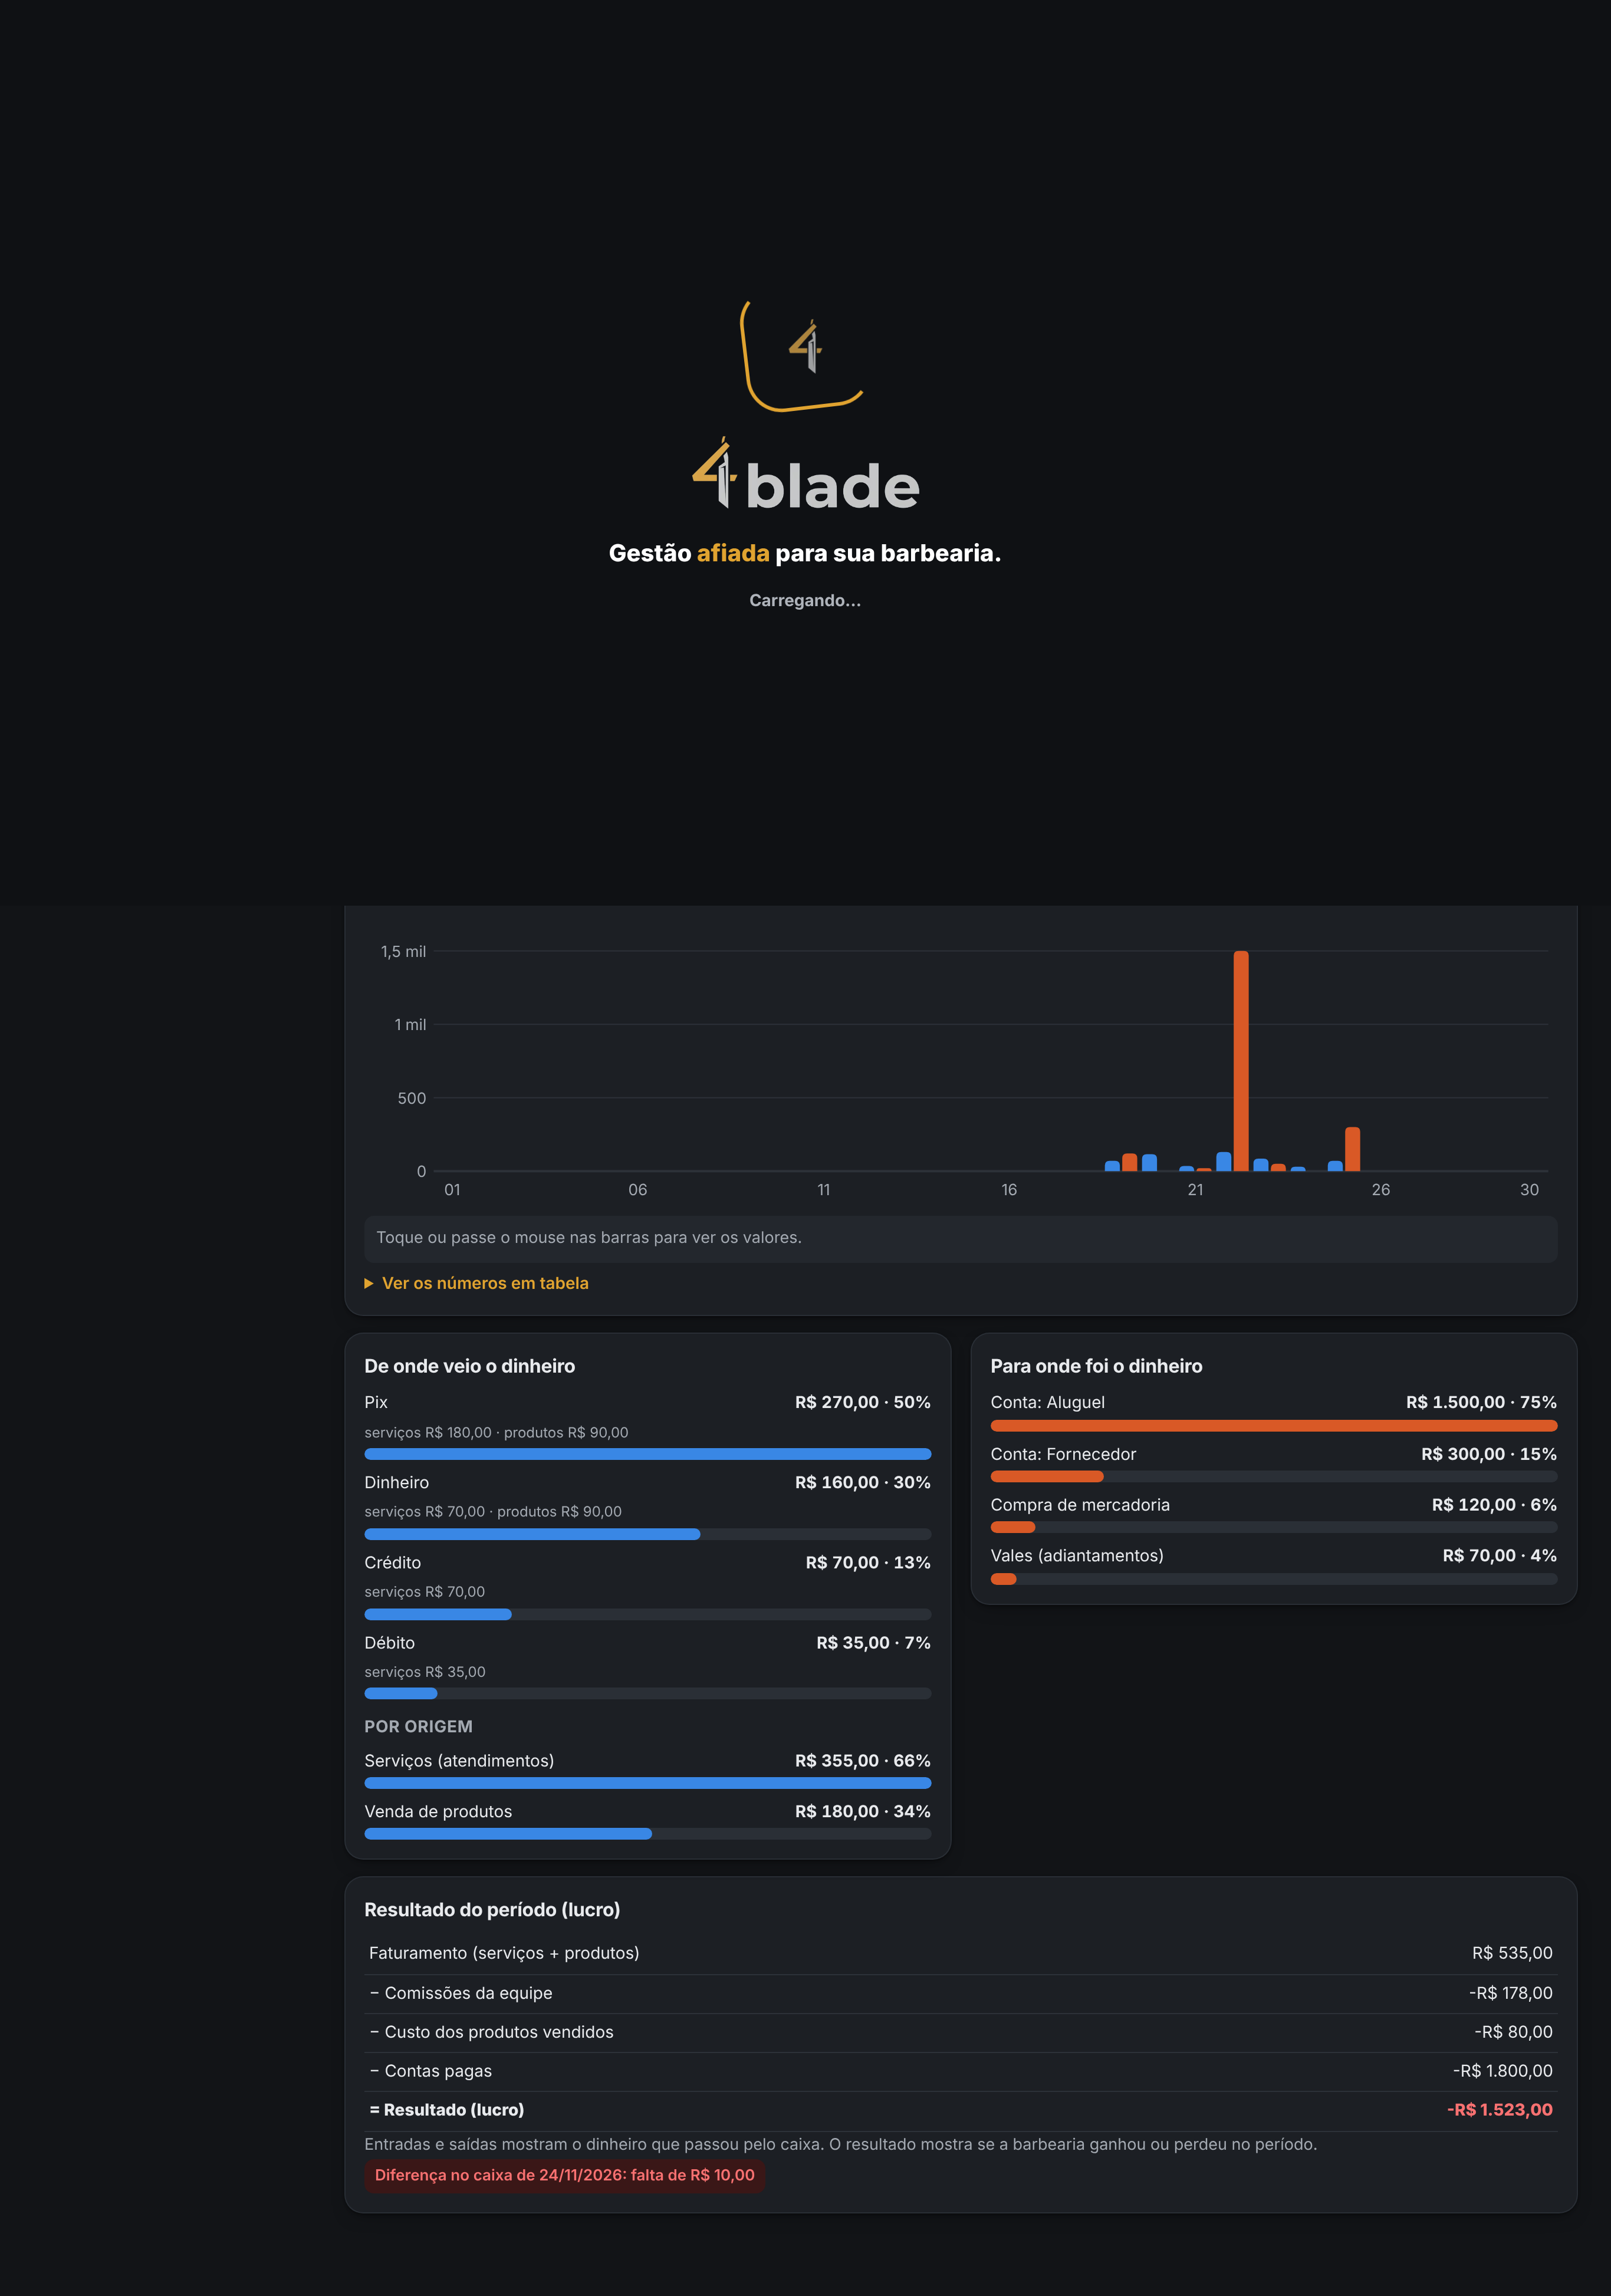 4
4blade
Gestão afiada para sua barbearia.
Carregando...
1,5 mil
1 mil
500
0
01 06 11 16 21 26 30
Toque ou passe o mouse nas barras para ver os valores.
▶ Ver os números em tabela
De onde veio o dinheiro
Pix R$ 270,00 · 50%
serviços R$ 180,00 · produtos R$ 90,00
Dinheiro R$ 160,00 · 30%
serviços R$ 70,00 · produtos R$ 90,00
Crédito R$ 70,00 · 13%
serviços R$ 70,00
Débito R$ 35,00 · 7%
serviços R$ 35,00
POR ORIGEM
Serviços (atendimentos) R$ 355,00 · 66%
Venda de produtos R$ 180,00 · 34%
Para onde foi o dinheiro
Conta: Aluguel R$ 1.500,00 · 75%
Conta: Fornecedor R$ 300,00 · 15%
Compra de mercadoria R$ 120,00 · 6%
Vales (adiantamentos) R$ 70,00 · 4%
Resultado do período (lucro)
Faturamento (serviços + produtos) R$ 535,00
− Comissões da equipe -R$ 178,00
− Custo dos produtos vendidos -R$ 80,00
− Contas pagas -R$ 1.800,00
= Resultado (lucro) -R$ 1.523,00
Entradas e saídas mostram o dinheiro que passou pelo caixa. O resultado mostra se a barbearia ganhou ou perdeu no período.
Diferença no caixa de 24/11/2026: falta de R$ 10,00